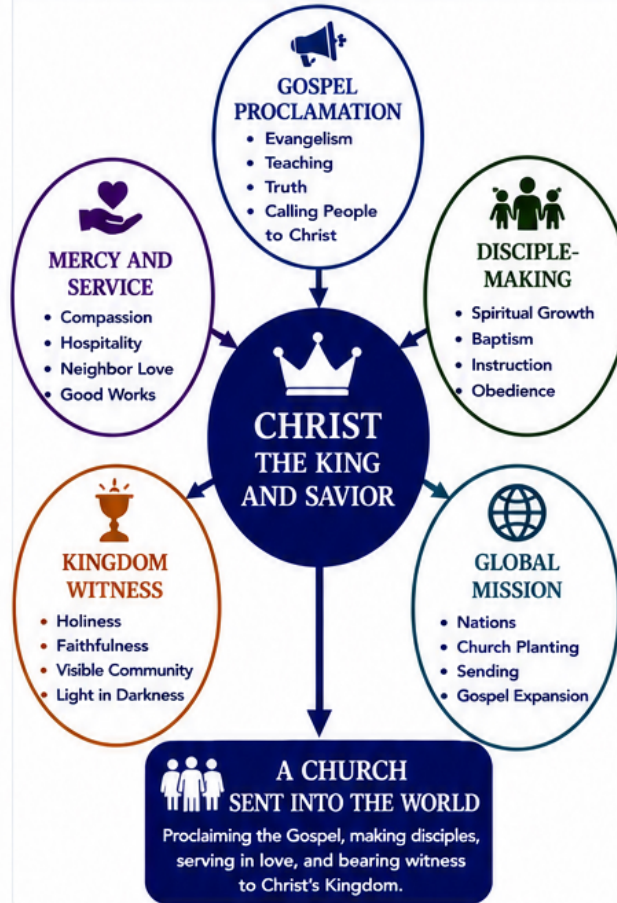 GOSPEL
PROCLAMATION
• Evangelism
• Teaching
• Truth
• Calling People
to Christ
MERCY AND
SERVICE
• Compassion
• Hospitality
• Neighbor Love
• Good Works
DISCIPLE-
MAKING
• Spiritual Growth
• Baptism
• Instruction
• Obedience
CHRIST
THE KING
AND SAVIOR
KINGDOM
WITNESS
• Holiness
• Faithfulness
• Visible Community
• Light in Darkness
GLOBAL
MISSION
• Nations
• Church Planting
• Sending
• Gospel Expansion
A CHURCH
SENT INTO THE WORLD
Proclaiming the Gospel, making disciples,
serving in love, and bearing witness
to Christ's Kingdom.